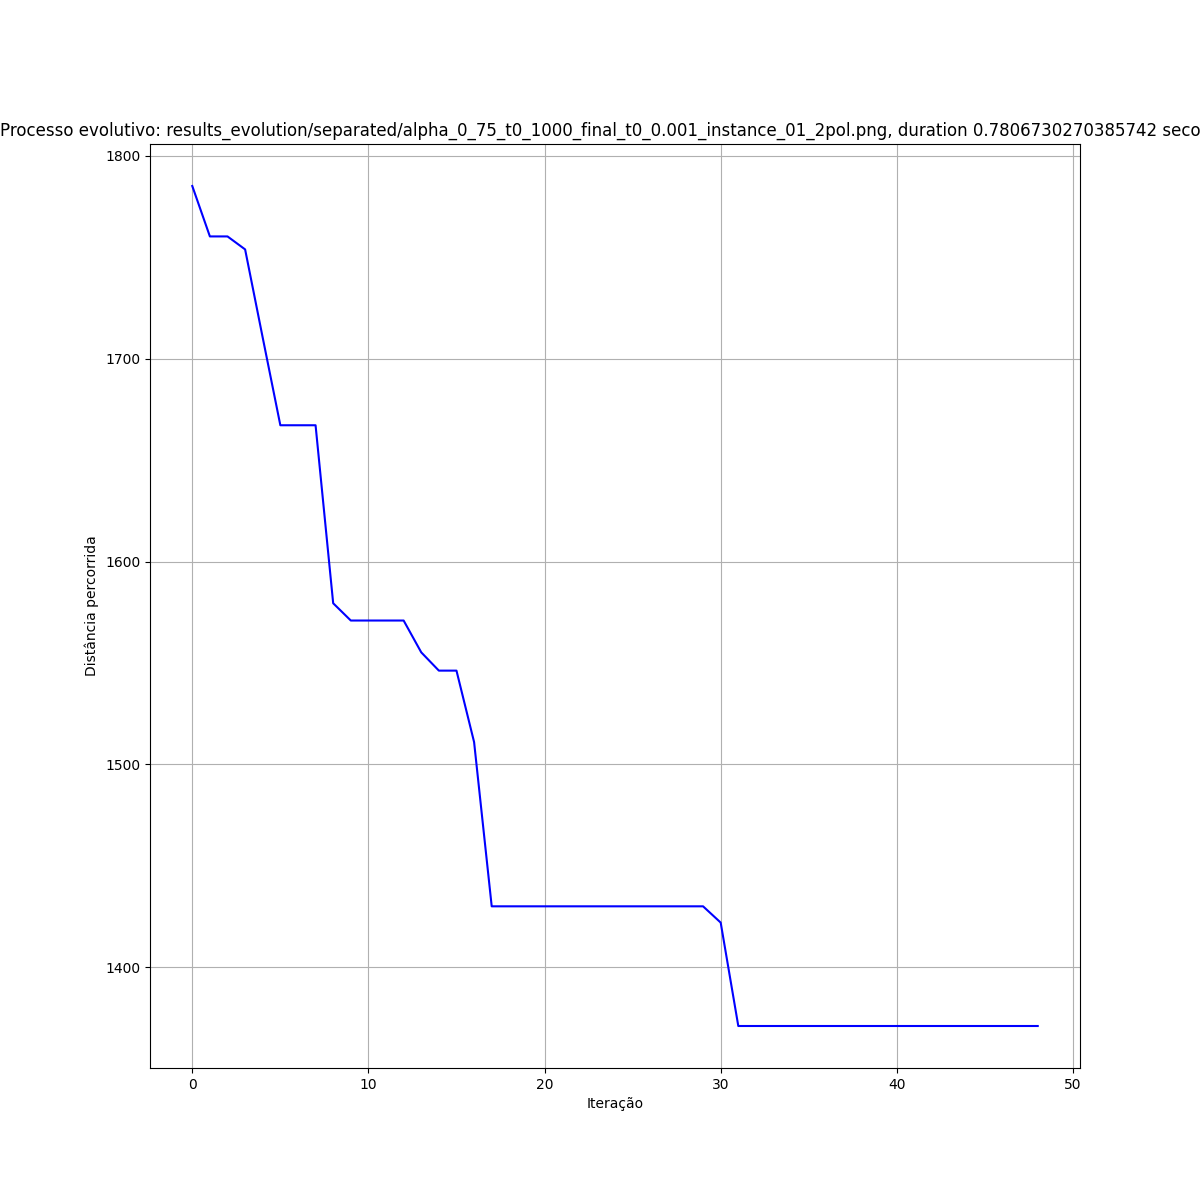 Processo evolutivo: results_evolution/separated/alpha_0_75_t0_1000_final_t0_0.001_instance_01_2pol.png, duration 0.7806730270385742 seco
1800
1700
1600
1500
1400
Distância percorrida
0 10 20 30 40 50
Iteração